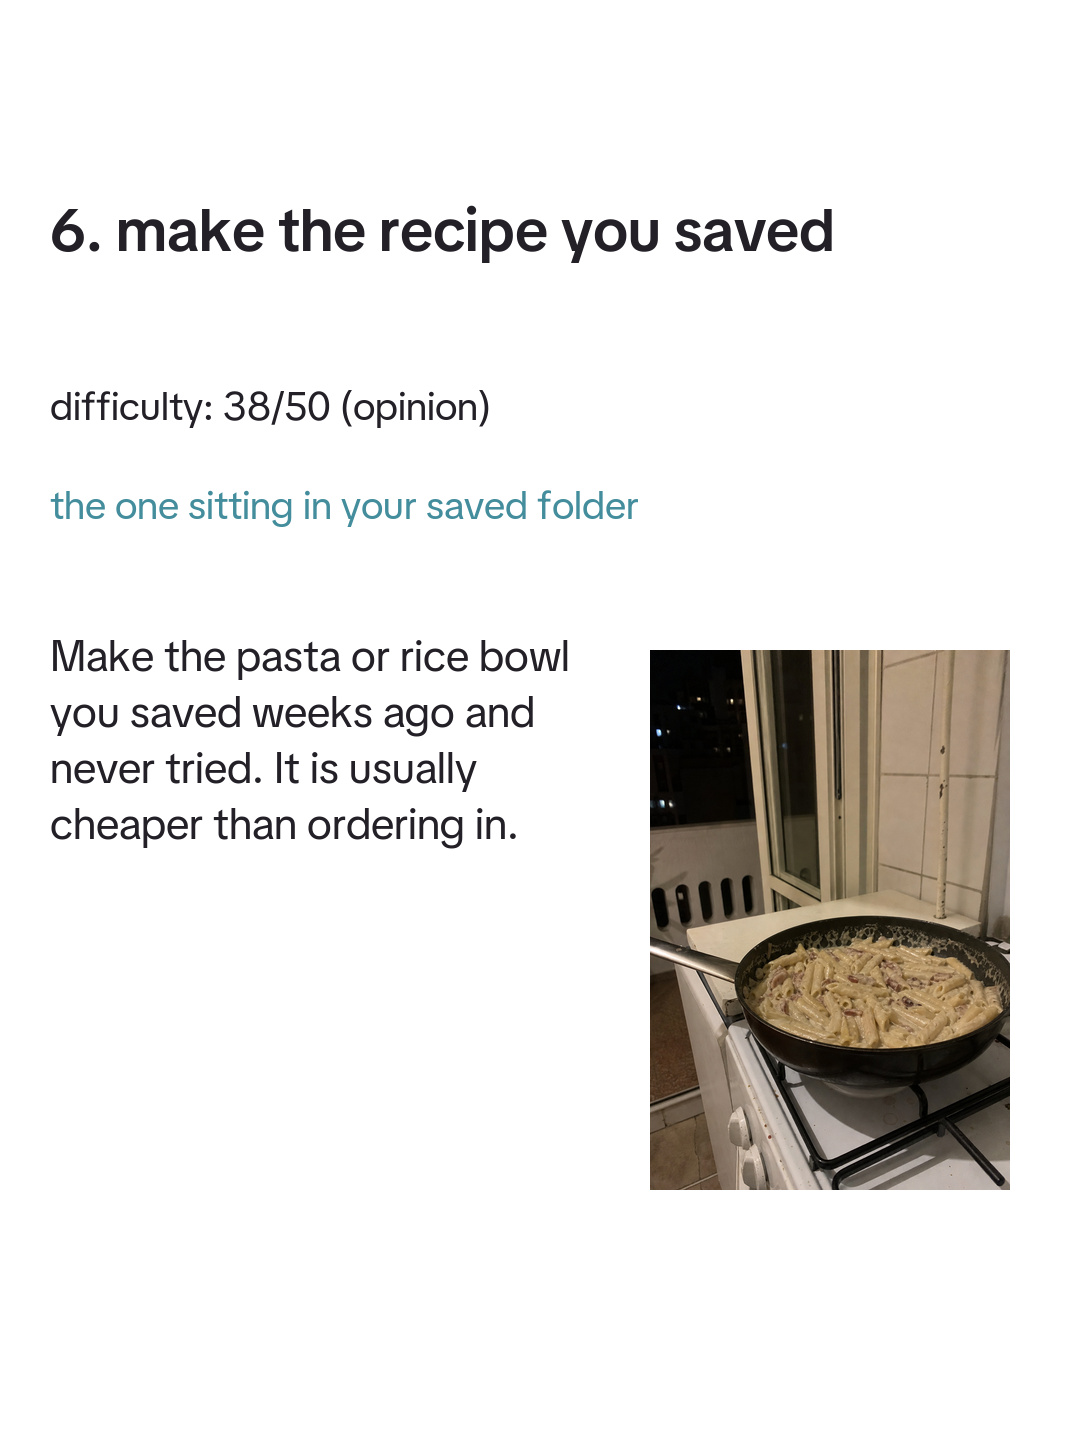 6. make the recipe you saved
difficulty: 38/50 (opinion)
the one sitting in your saved folder
Make the pasta or rice bowl
you saved weeks ago and
never tried. It is usually
cheaper than ordering in.